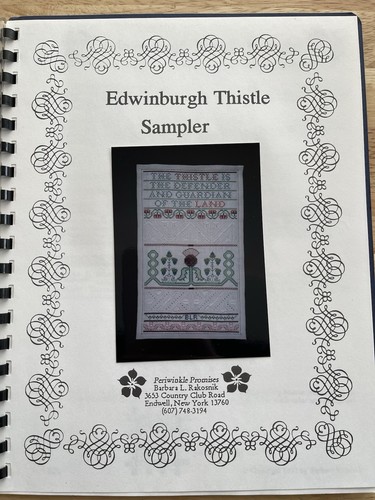 Edwinburgh Thistle
Sampler
THE THISTLE IS
THE DEFENDER
AND GUARDIAN
OF THE LAND
BLR
Periwinkle Promises
Barbara L. Rakosnik
3653 Country Club Road
Endwell, New York 13760
(607) 748-3194